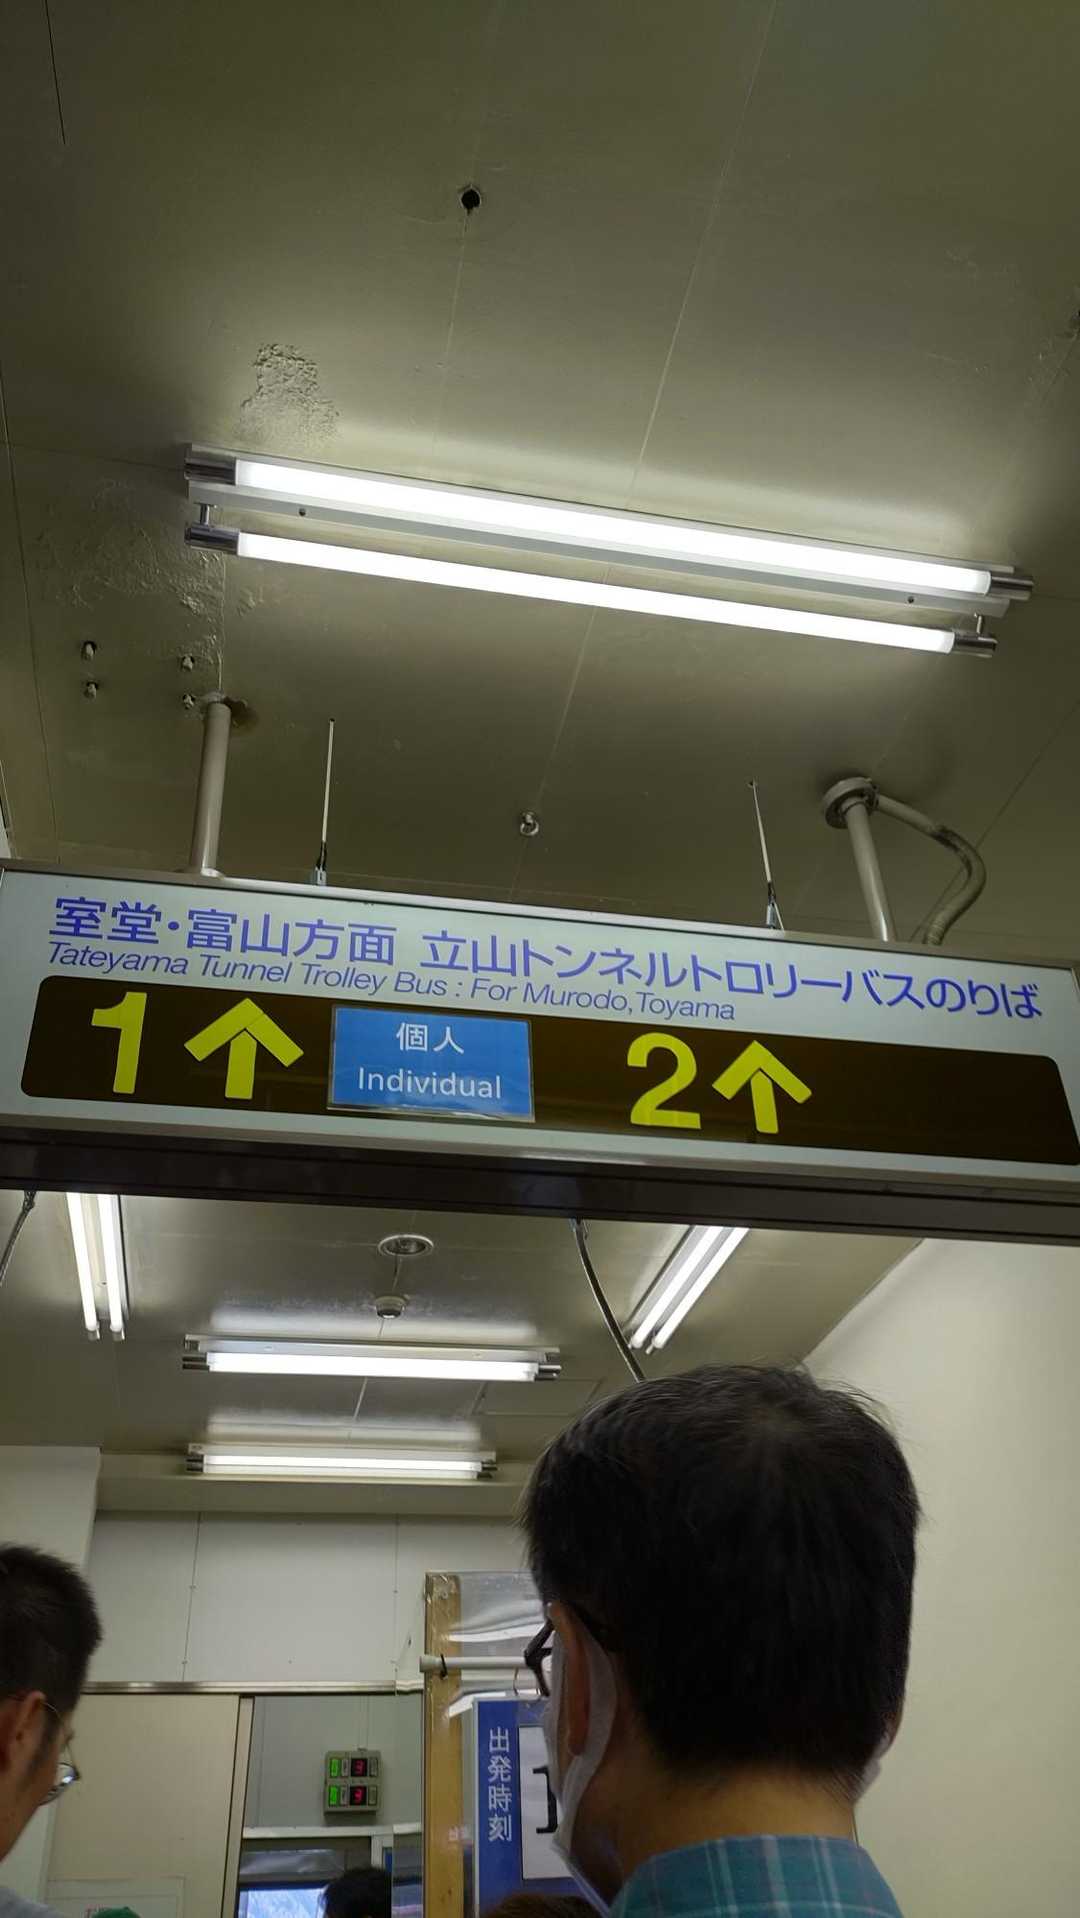 室堂・富山方面 立山トンネルトロリーバスのりば
Tateyama Tunnel Trolley Bus : For Murodo,Toyama
1↑ 個人 2↑
Individual
出発時刻